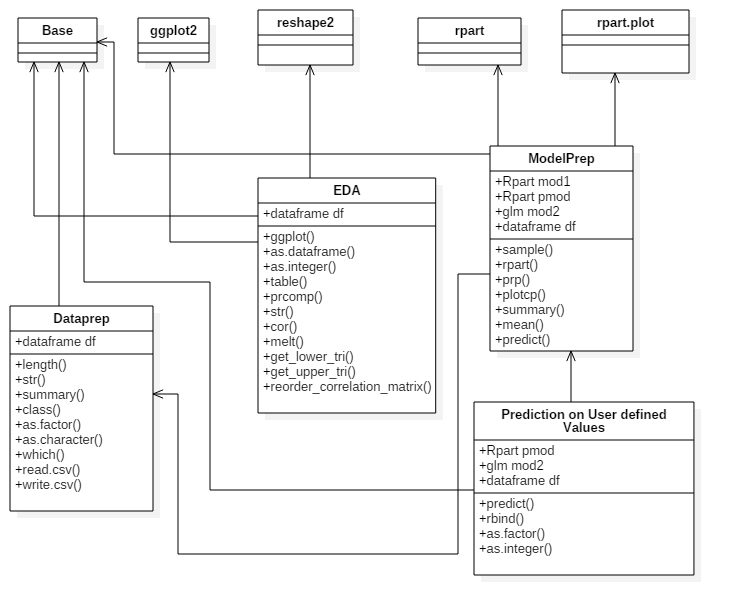 Base
ggplot2
reshape2
rpart
rpart.plot
EDA
+dataframe df
+ggplot()
+as.dataframe()
+as.integer()
+table()
+prcomp()
+str()
+cor()
+melt()
+get_lower_tri()
+get_upper_tri()
+reorder_correlation_matrix()
ModelPrep
+Rpart mod1
+Rpart pmod
+glm mod2
+dataframe df
+sample()
+rpart()
+prp()
+plotcp()
+summary()
+mean()
+predict()
Dataprep
+dataframe df
+length()
+str()
+summary()
+class()
+as.factor()
+as.character()
+which()
+read.csv()
+write.csv()
Prediction on User defined
Values
+Rpart pmod
+glm mod2
+dataframe df
+predict()
+rbind()
+as.factor()
+as.integer()